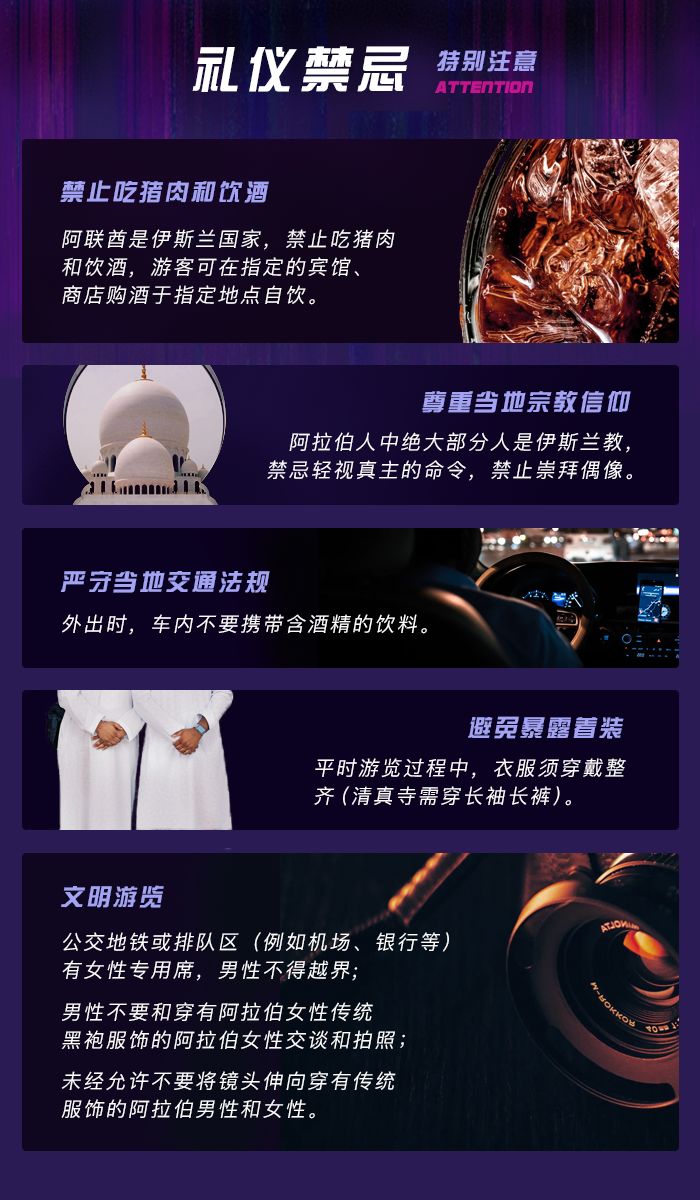 礼仪禁忌 特别注意
ATTENTION
禁止吃猪肉和饮酒
阿联酋是伊斯兰国家，禁止吃猪肉
和饮酒，游客可在指定的宾馆、
商店购酒于指定地点自饮。
尊重当地宗教信仰
阿拉伯人中绝大部分人是伊斯兰教，
禁忌轻视真主的命令，禁止崇拜偶像。
严守当地交通法规
外出时，车内不要携带含酒精的饮料。
避免暴露着装
平时游览过程中，衣服须穿戴整
齐（清真寺需穿长袖长裤）。
文明游览
公交地铁或排队区（例如机场、银行等）
有女性专用席，男性不得越界；
男性不要和穿有阿拉伯女性传统
黑袍服饰的阿拉伯女性交谈和拍照；
未经允许不要将镜头伸向穿有传统
服饰的阿拉伯男性和女性。
MINOLTA
M-ROKKOR